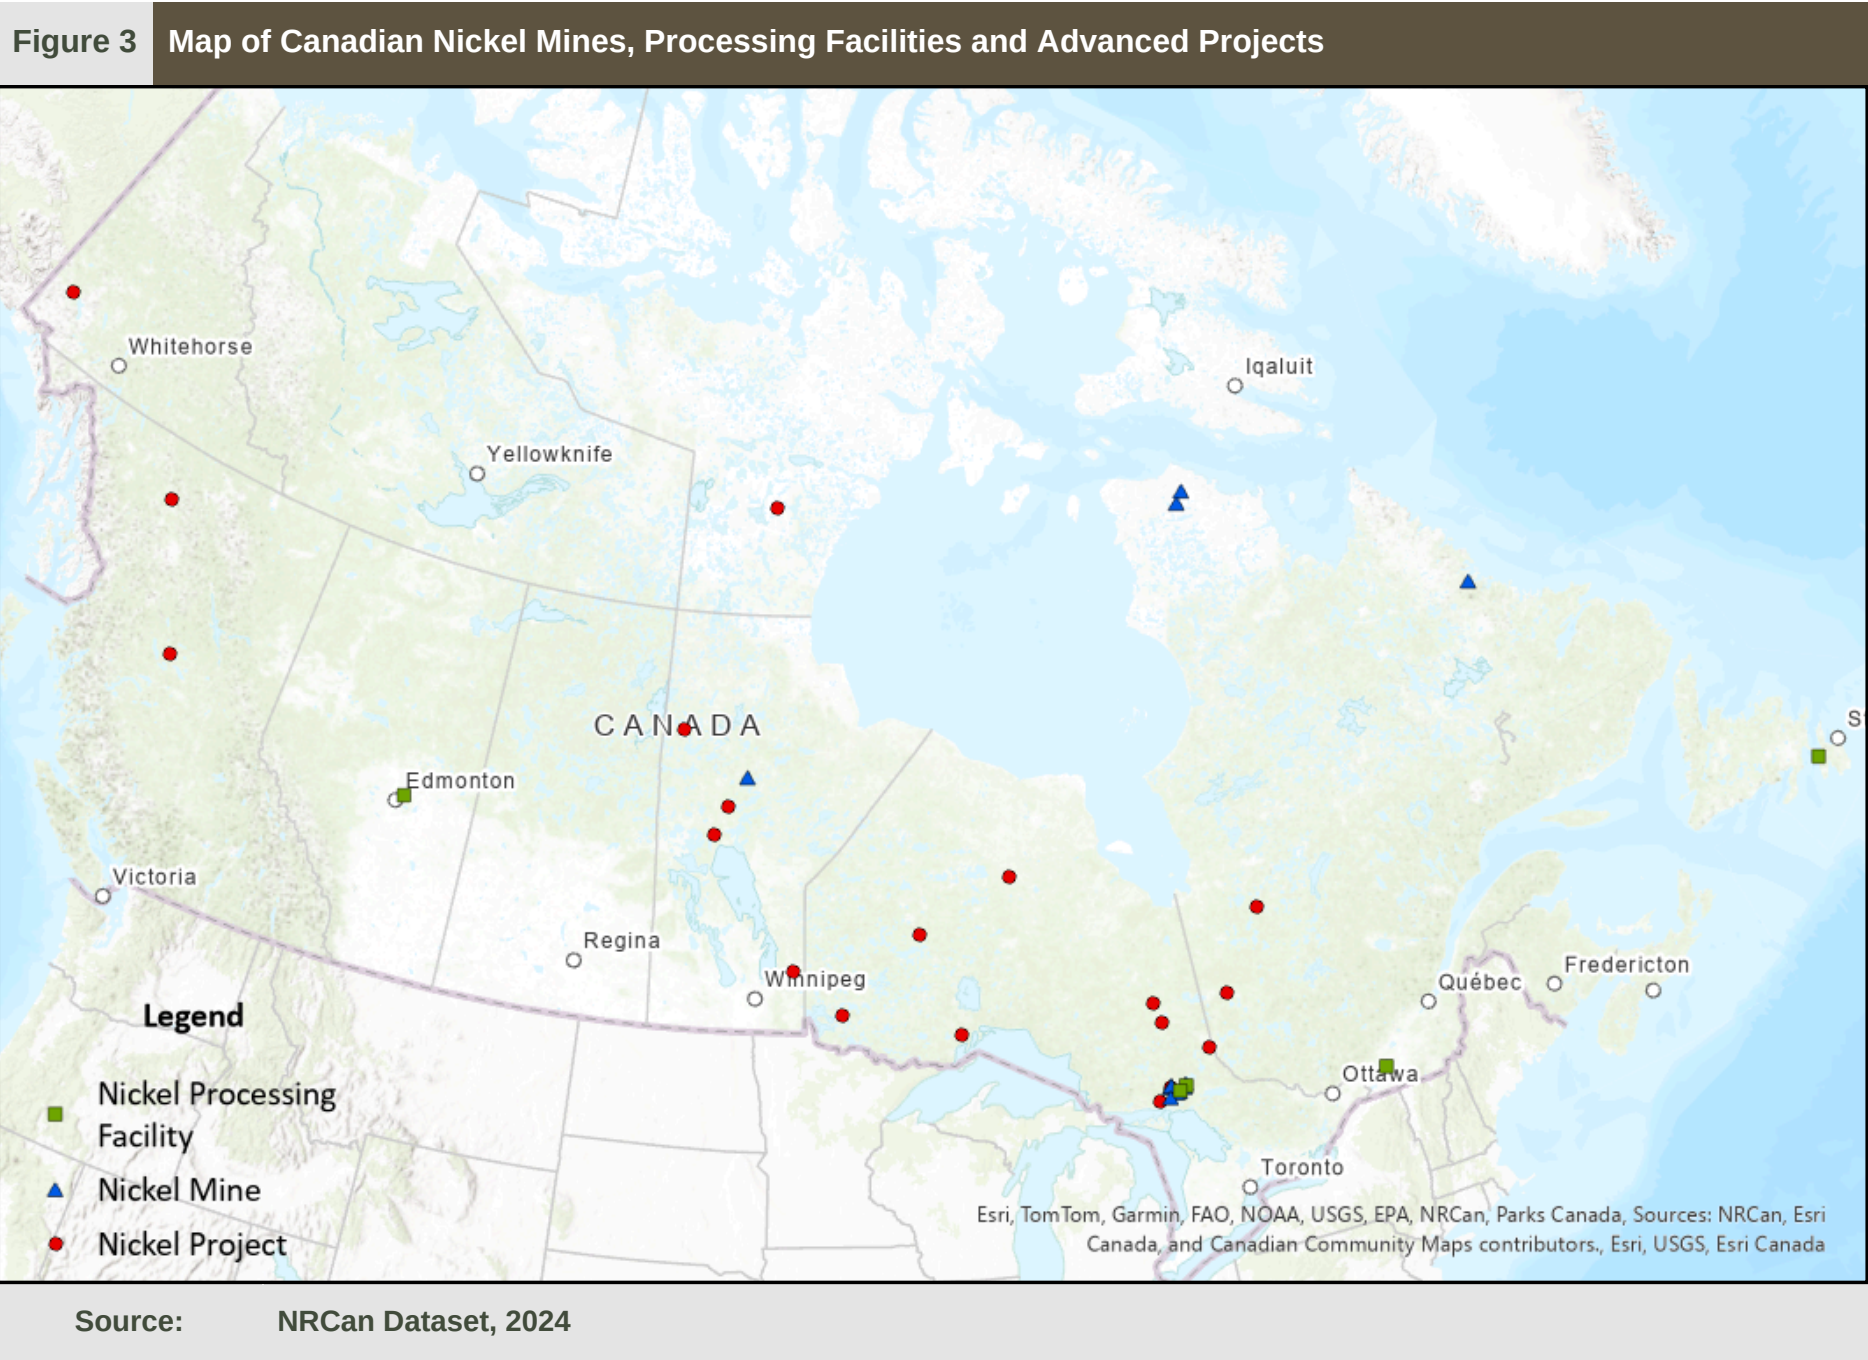 Figure 3
Map of Canadian Nickel Mines, Processing Facilities and Advanced Projects
Whitehorse
Iqaluit
Yellowknife
S
CANADA
Edmonton
Victoria
Regina
Winnipeg
Fredericton
Québec
Ottawa
Toronto
Legend
Nickel Processing
Facility
Nickel Mine
Nickel Project
Esri, TomTom, Garmin, FAO, NOAA, USGS, EPA, NRCan, Parks Canada, Sources: NRCan, Esri
Canada, and Canadian Community Maps contributors., Esri, USGS, Esri Canada
Source: NRCan Dataset, 2024